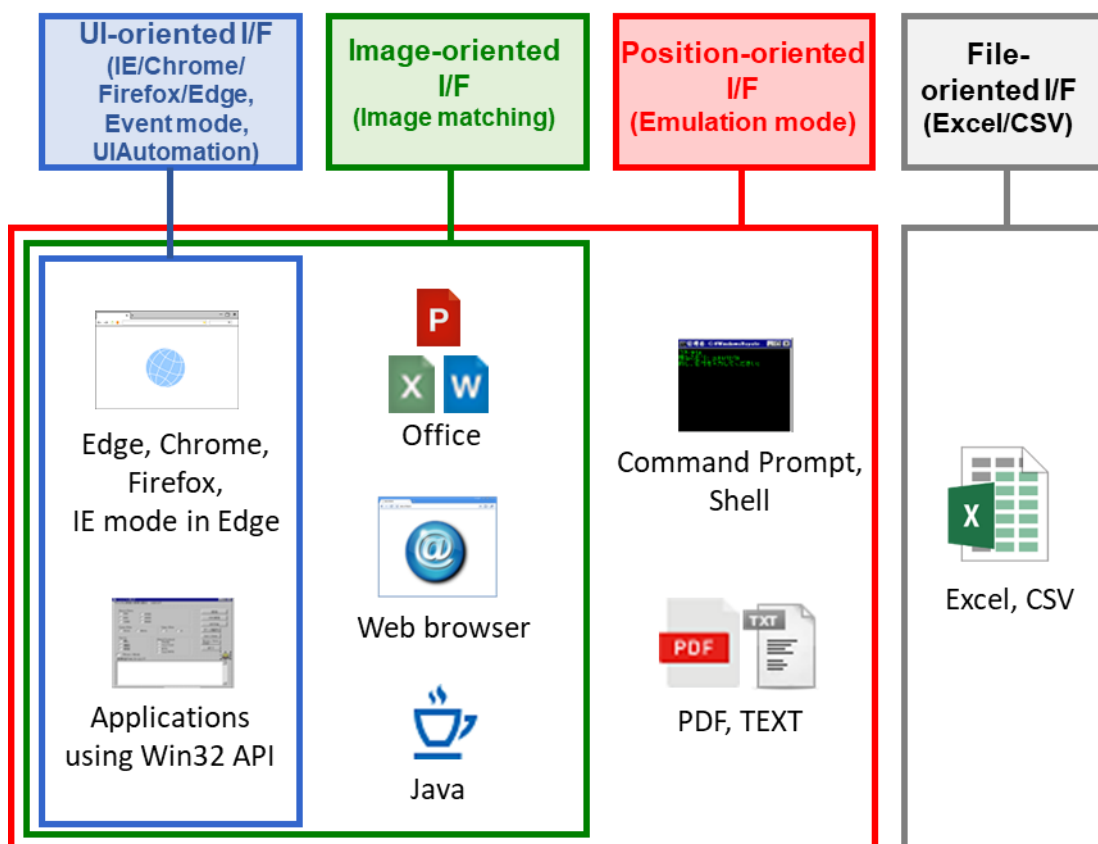 UI-oriented I/F
(IE/Chrome/
Firefox/Edge,
Event mode,
UIAutomation)
Image-oriented
I/F
(Image matching)
Position-oriented
I/F
(Emulation mode)
File-
oriented I/F
(Excel/CSV)
Edge, Chrome,
Firefox,
IE mode in Edge
Applications
using Win32 API
P
X
W
Office
@
Web browser
Java
Command Prompt,
Shell
PDF
TXT
PDF, TEXT
X
Excel, CSV